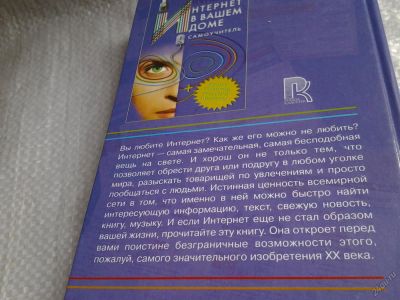 ИНТЕРНЕТ
В ВАШЕМ
ДОМЕ
САМОУЧИТЕЛЬ
Вы любите Интернет? Как же его можно не любить?
Интернет — самая замечательная, самая бесподобная
вещь на свете. И хорош он не только тем, что
позволяет обрести друга или подругу в любом уголке
мира, разыскать товарищей по увлечениям и просто
пообщаться с людьми. Истинная ценность всемирной
сети в том, что именно в ней можно быстро найти
интересующую информацию, текст, свежую новость,
книгу, музыку. И если Интернет еще не стал образом
вашей жизни, прочитайте эту книгу. Она откроет перед
вами поистине безграничные возможности этого,
пожалуй, самого значительного изобретения XX века.